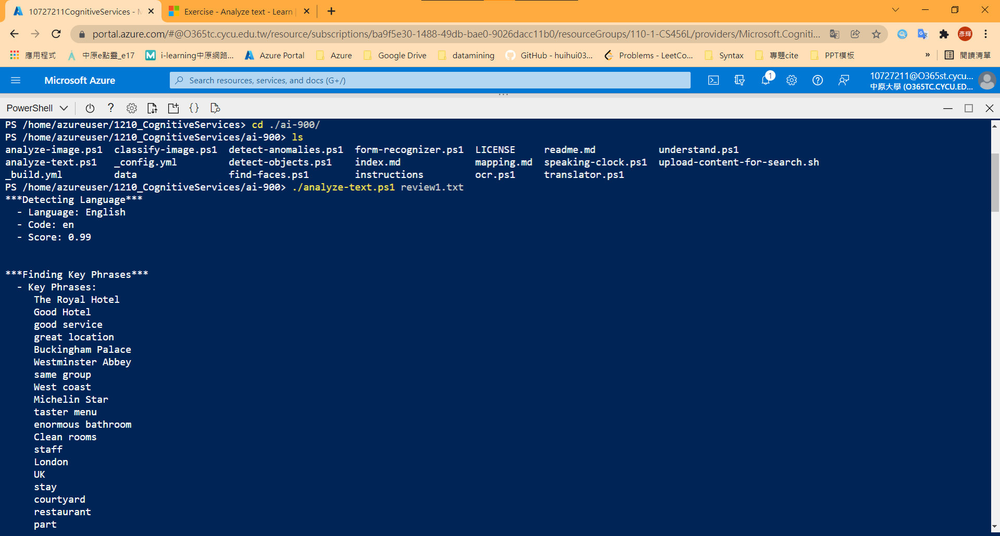 10727211CognitiveServices - M
Exercise - Analyze text - Learn |
portal.azure.com/#@O365tc.cycu.edu.tw/resource/subscriptions/ba9f5e30-1488-49db-bae0-9026dacc11b0/resourceGroups/110-1-CS456L/providers/Microsoft.Cogniti...
彥輝
應用程式 中原e點靈_e17 i-learning中原網路... Azure Portal Azure Google Drive datamining GitHub - huihui03... Problems - LeetCo... Syntax 專題cite PPT模板 » 閱讀清單
Microsoft Azure
Search resources, services, and docs (G+/)
1
10727211@O365st.cycu...
中原大學 (O365TC.CYCU.ED...
PowerShell
PS /home/azureuser/1210_CognitiveServices> cd ./ai-900/
PS /home/azureuser/1210_CognitiveServices/ai-900> ls
analyze-image.ps1 classify-image.ps1 detect-anomalies.ps1 form-recognizer.ps1 LICENSE readme.md understand.ps1
analyze-text.ps1 _config.yml detect-objects.ps1 index.md mapping.md speaking-clock.ps1 upload-content-for-search.sh
_build.yml data find-faces.ps1 instructions ocr.ps1 translator.ps1
PS /home/azureuser/1210_CognitiveServices/ai-900> ./analyze-text.ps1 review1.txt
***Detecting Language***
- Language: English
- Code: en
- Score: 0.99
***Finding Key Phrases***
- Key Phrases:
The Royal Hotel
Good Hotel
good service
great location
Buckingham Palace
Westminster Abbey
same group
West coast
Michelin Star
taster menu
enormous bathroom
Clean rooms
staff
London
UK
stay
courtyard
restaurant
part